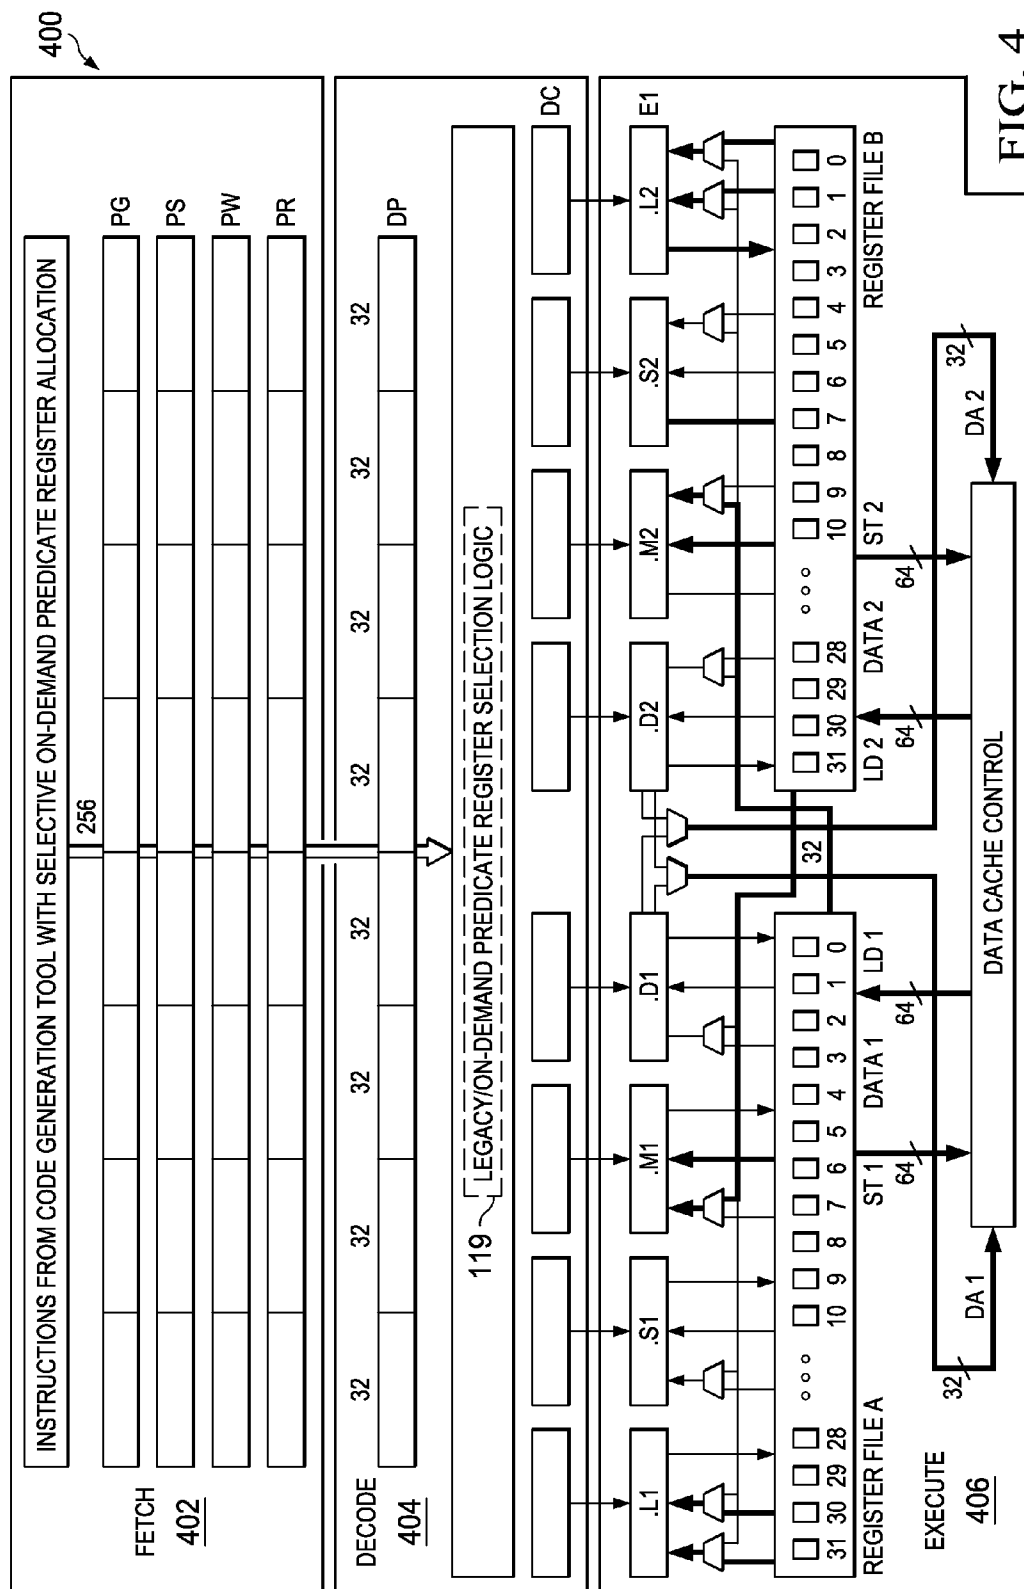 400
INSTRUCTIONS FROM CODE GENERATION TOOL WITH SELECTIVE ON-DEMAND PREDICATE REGISTER ALLOCATION
256
PG
PS
PW
PR
FETCH
402
32 32 32 32 32 32 32 32
DP
DECODE
404
119
LEGACY/ON-DEMAND PREDICATE REGISTER SELECTION LOGIC
DC
.L1 .S1 .M1 .D1 .D2 .M2 .S2 .L2
E1
32
31 30 29 28 10 9 8 7 6 5 4 3 2 1 0
31 30 29 28 10 9 8 7 6 5 4 3 2 1 0
REGISTER FILE A
ST 1
DATA 1
LD 1
LD 2
DATA 2
ST 2
REGISTER FILE B
64 64 64 64
EXECUTE
406
32
DA 1
DATA CACHE CONTROL
DA 2
32
FIG. 4